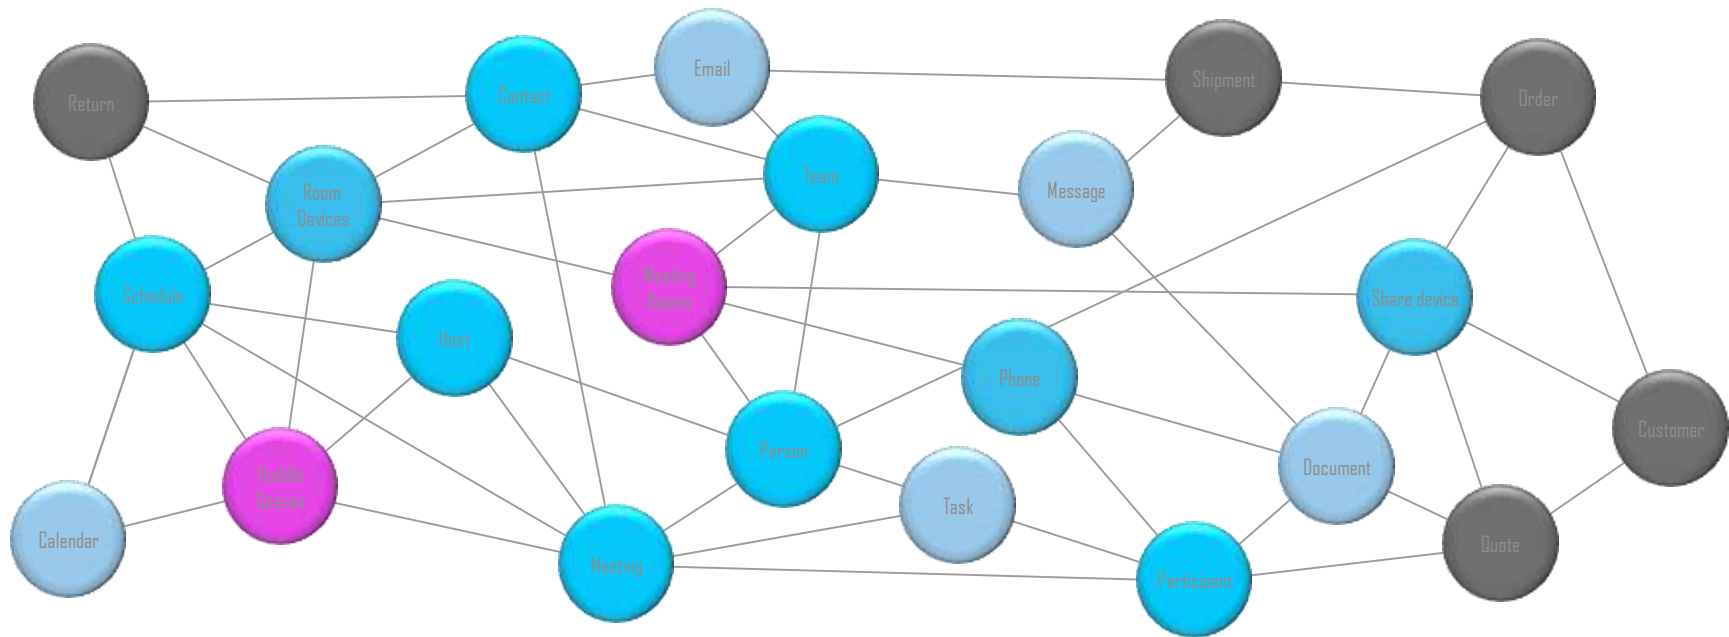 Return
Contact
Email
Shipment
Order
Room
Devices
Team
Message
Schedule
Host
Meeting
Rooms
Share device
Phone
Person
Customer
Document
Calendar
Huddle
Spaces
Task
Meeting
Participant
Quote